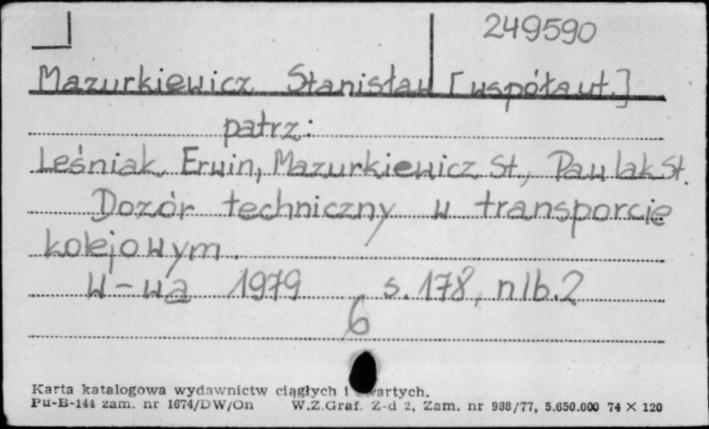 249590
Mazurkiewicz Stanisław [współaut.]
patrz:
Leśniak Erwin, Mazurkiewicz St., Pawlak St.
Dozór techniczny w transporcie
kolejowym.
W-wa 1979 s. 178, nlb. 2
6
Karta katalogowa wydawnictw ciągłych i
Pu-B-144 zam. nr 1674/DW/On W.Z.Graf. Z-d 2, Zam. nr 938/77, 5.650.000 74 × 120